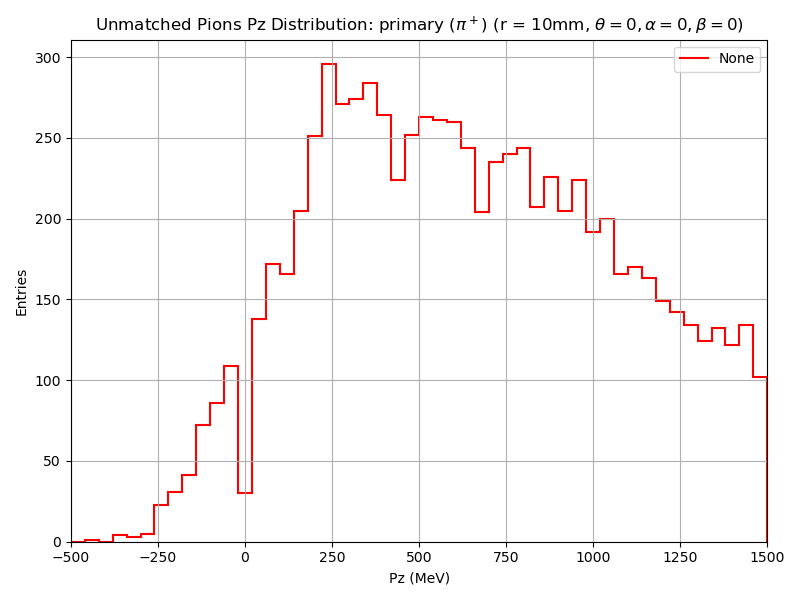 Unmatched Pions Pz Distribution: primary (π⁺) (r = 10mm, θ = 0, α = 0, β = 0)
None
300
250
200
150
100
50
0
Entries
−500 −250 0 250 500 750 1000 1250 1500
Pz (MeV)